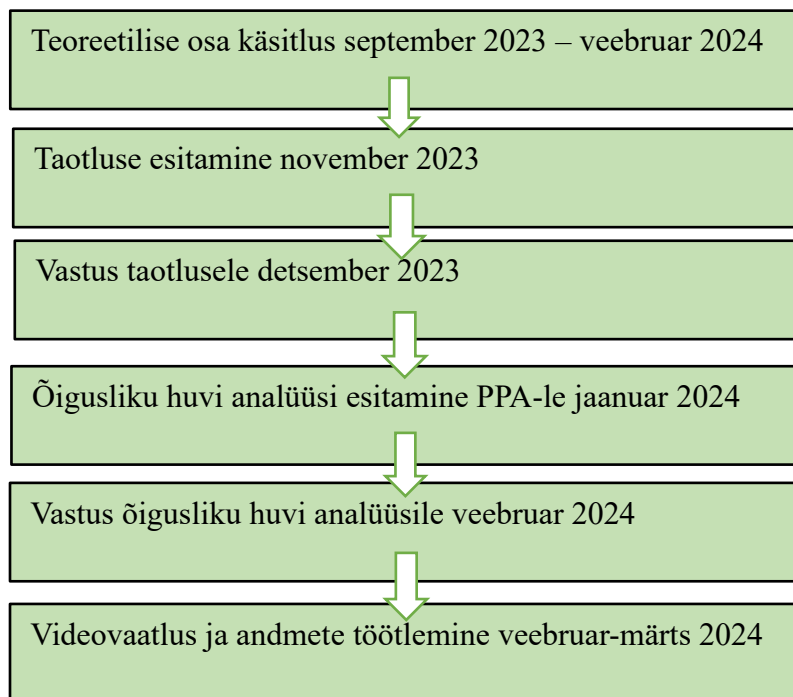 Teoreetilise osa käsitlus september 2023 – veebruar 2024
Taotluse esitamine november 2023
Vastus taotlusele detsember 2023
Õigusliku huvi analüüsi esitamine PPA-le jaanuar 2024
Vastus õigusliku huvi analüüsile veebruar 2024
Videovaatlus ja andmete töötlemine veebruar-märts 2024